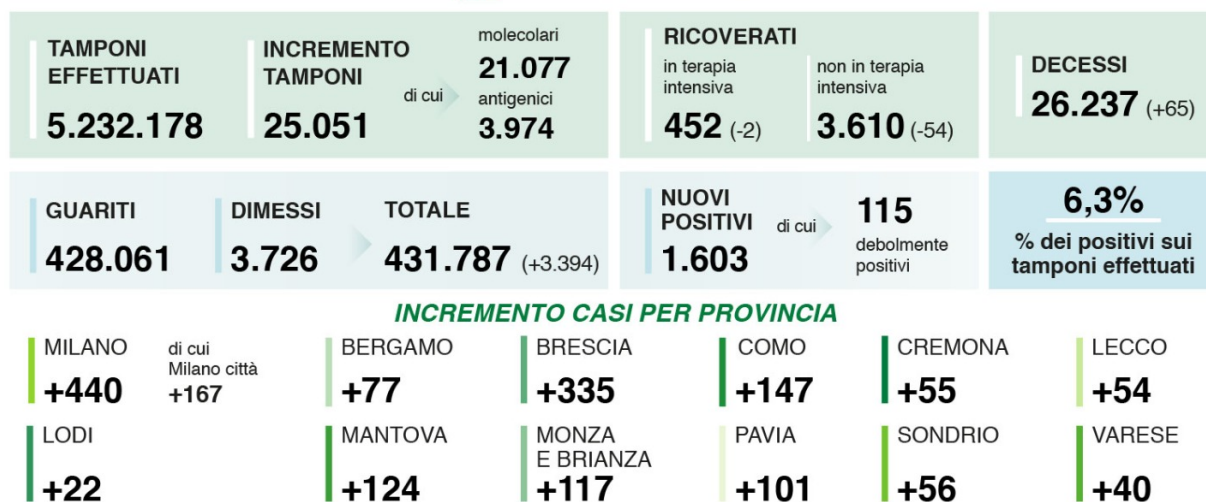 TAMPONI
EFFETTUATI
5.232.178
INCREMENTO
TAMPONI
25.051
di cui
molecolari
21.077
antigenici
3.974
RICOVERATI
in terapia
intensiva
452 (-2)
non in terapia
intensiva
3.610 (-54)
DECESSI
26.237 (+65)
GUARITI
428.061
DIMESSI
3.726
TOTALE
431.787 (+3.394)
NUOVI
POSITIVI
1.603
di cui
115
debolmente
positivi
6,3%
% dei positivi sui
tamponi effettuati
INCREMENTO CASI PER PROVINCIA
MILANO
+440
di cui
Milano città
+167
BERGAMO
+77
BRESCIA
+335
COMO
+147
CREMONA
+55
LECCO
+54
LODI
+22
MANTOVA
+124
MONZA
E BRIANZA
+117
PAVIA
+101
SONDRIO
+56
VARESE
+40